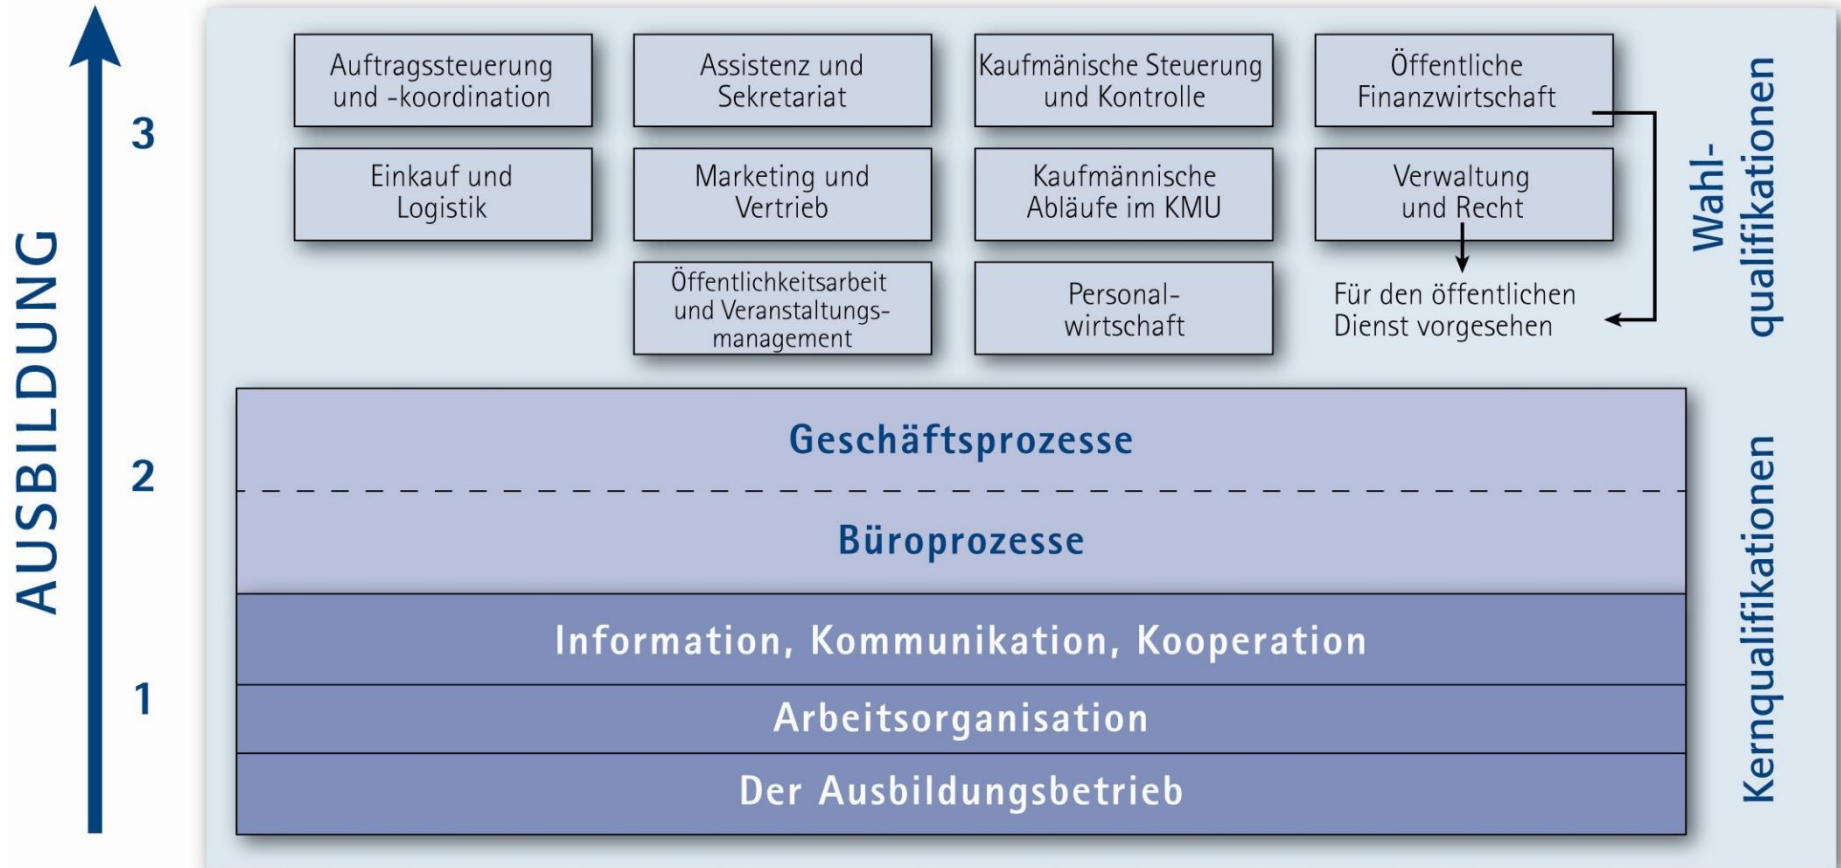 AUSBILDUNG
3
2
1
Auftragssteuerung
und -koordination
Assistenz und
Sekretariat
Kaufmänische Steuerung
und Kontrolle
Öffentliche
Finanzwirtschaft
Einkauf und
Logistik
Marketing und
Vertrieb
Kaufmännische
Abläufe im KMU
Verwaltung
und Recht
Öffentlichkeitsarbeit
und Veranstaltungs-
management
Personal-
wirtschaft
Für den öffentlichen
Dienst vorgesehen
Wahl-
qualifikationen
Geschäftsprozesse
Büroprozesse
Information, Kommunikation, Kooperation
Arbeitsorganisation
Der Ausbildungsbetrieb
Kernqualifikationen